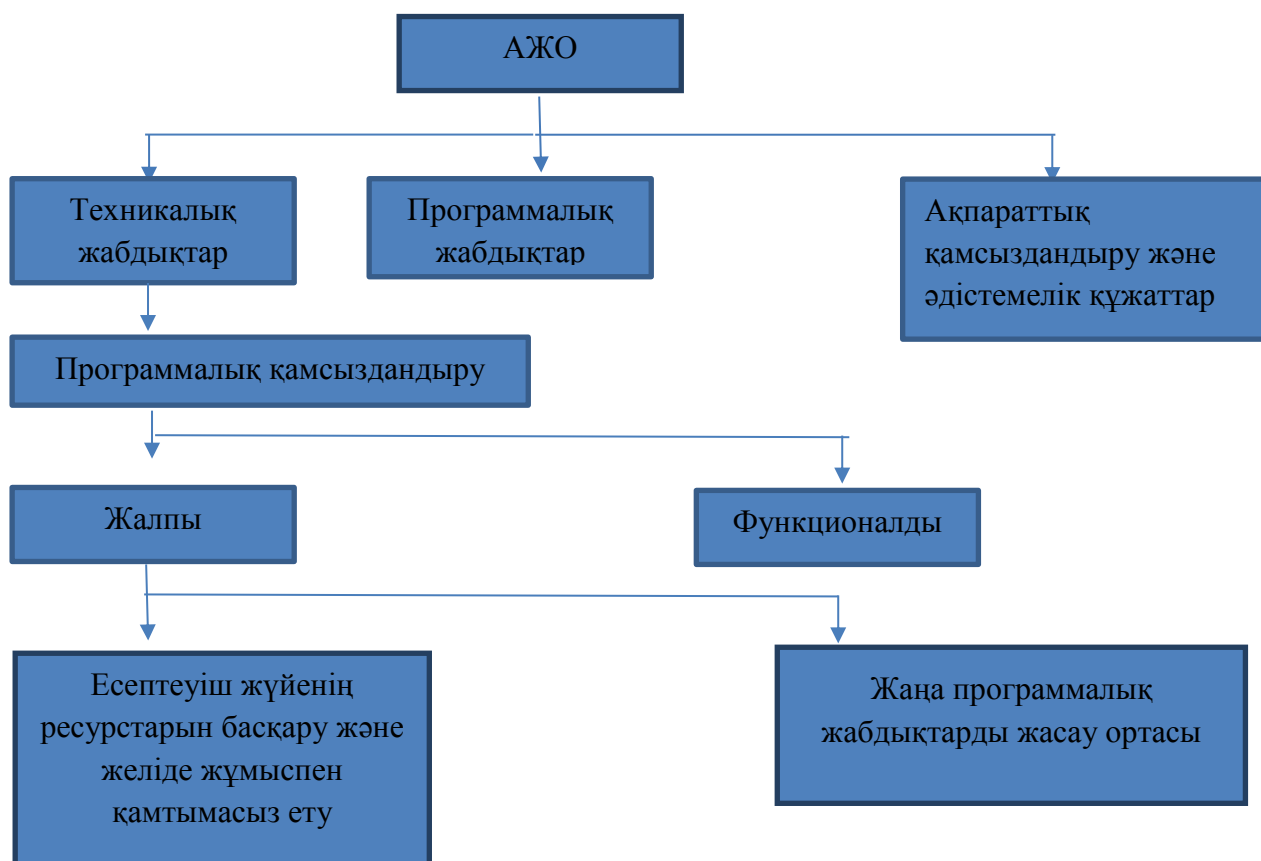 АЖО
Техникалық
жабдықтар
Программалық
жабдықтар
Ақпараттық
қамсыздандыру және
әдістемелік құжаттар
Программалық қамсыздандыру
Жалпы
Функционалды
Есептеуіш жүйенің
ресурстарын басқару және
желіде жұмыспен
қамтымасыз ету
Жаңа программалық
жабдықтарды жасау ортасы